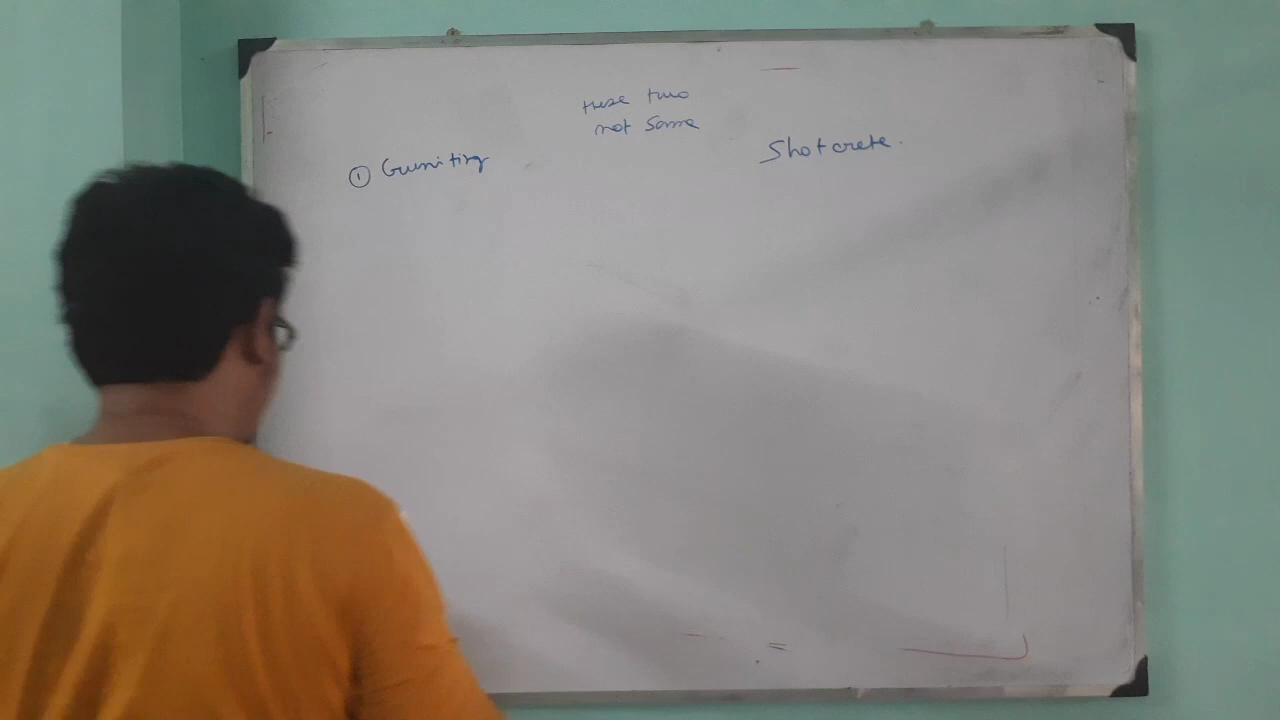 these two
not Same
Shotcrete.
① Guniting